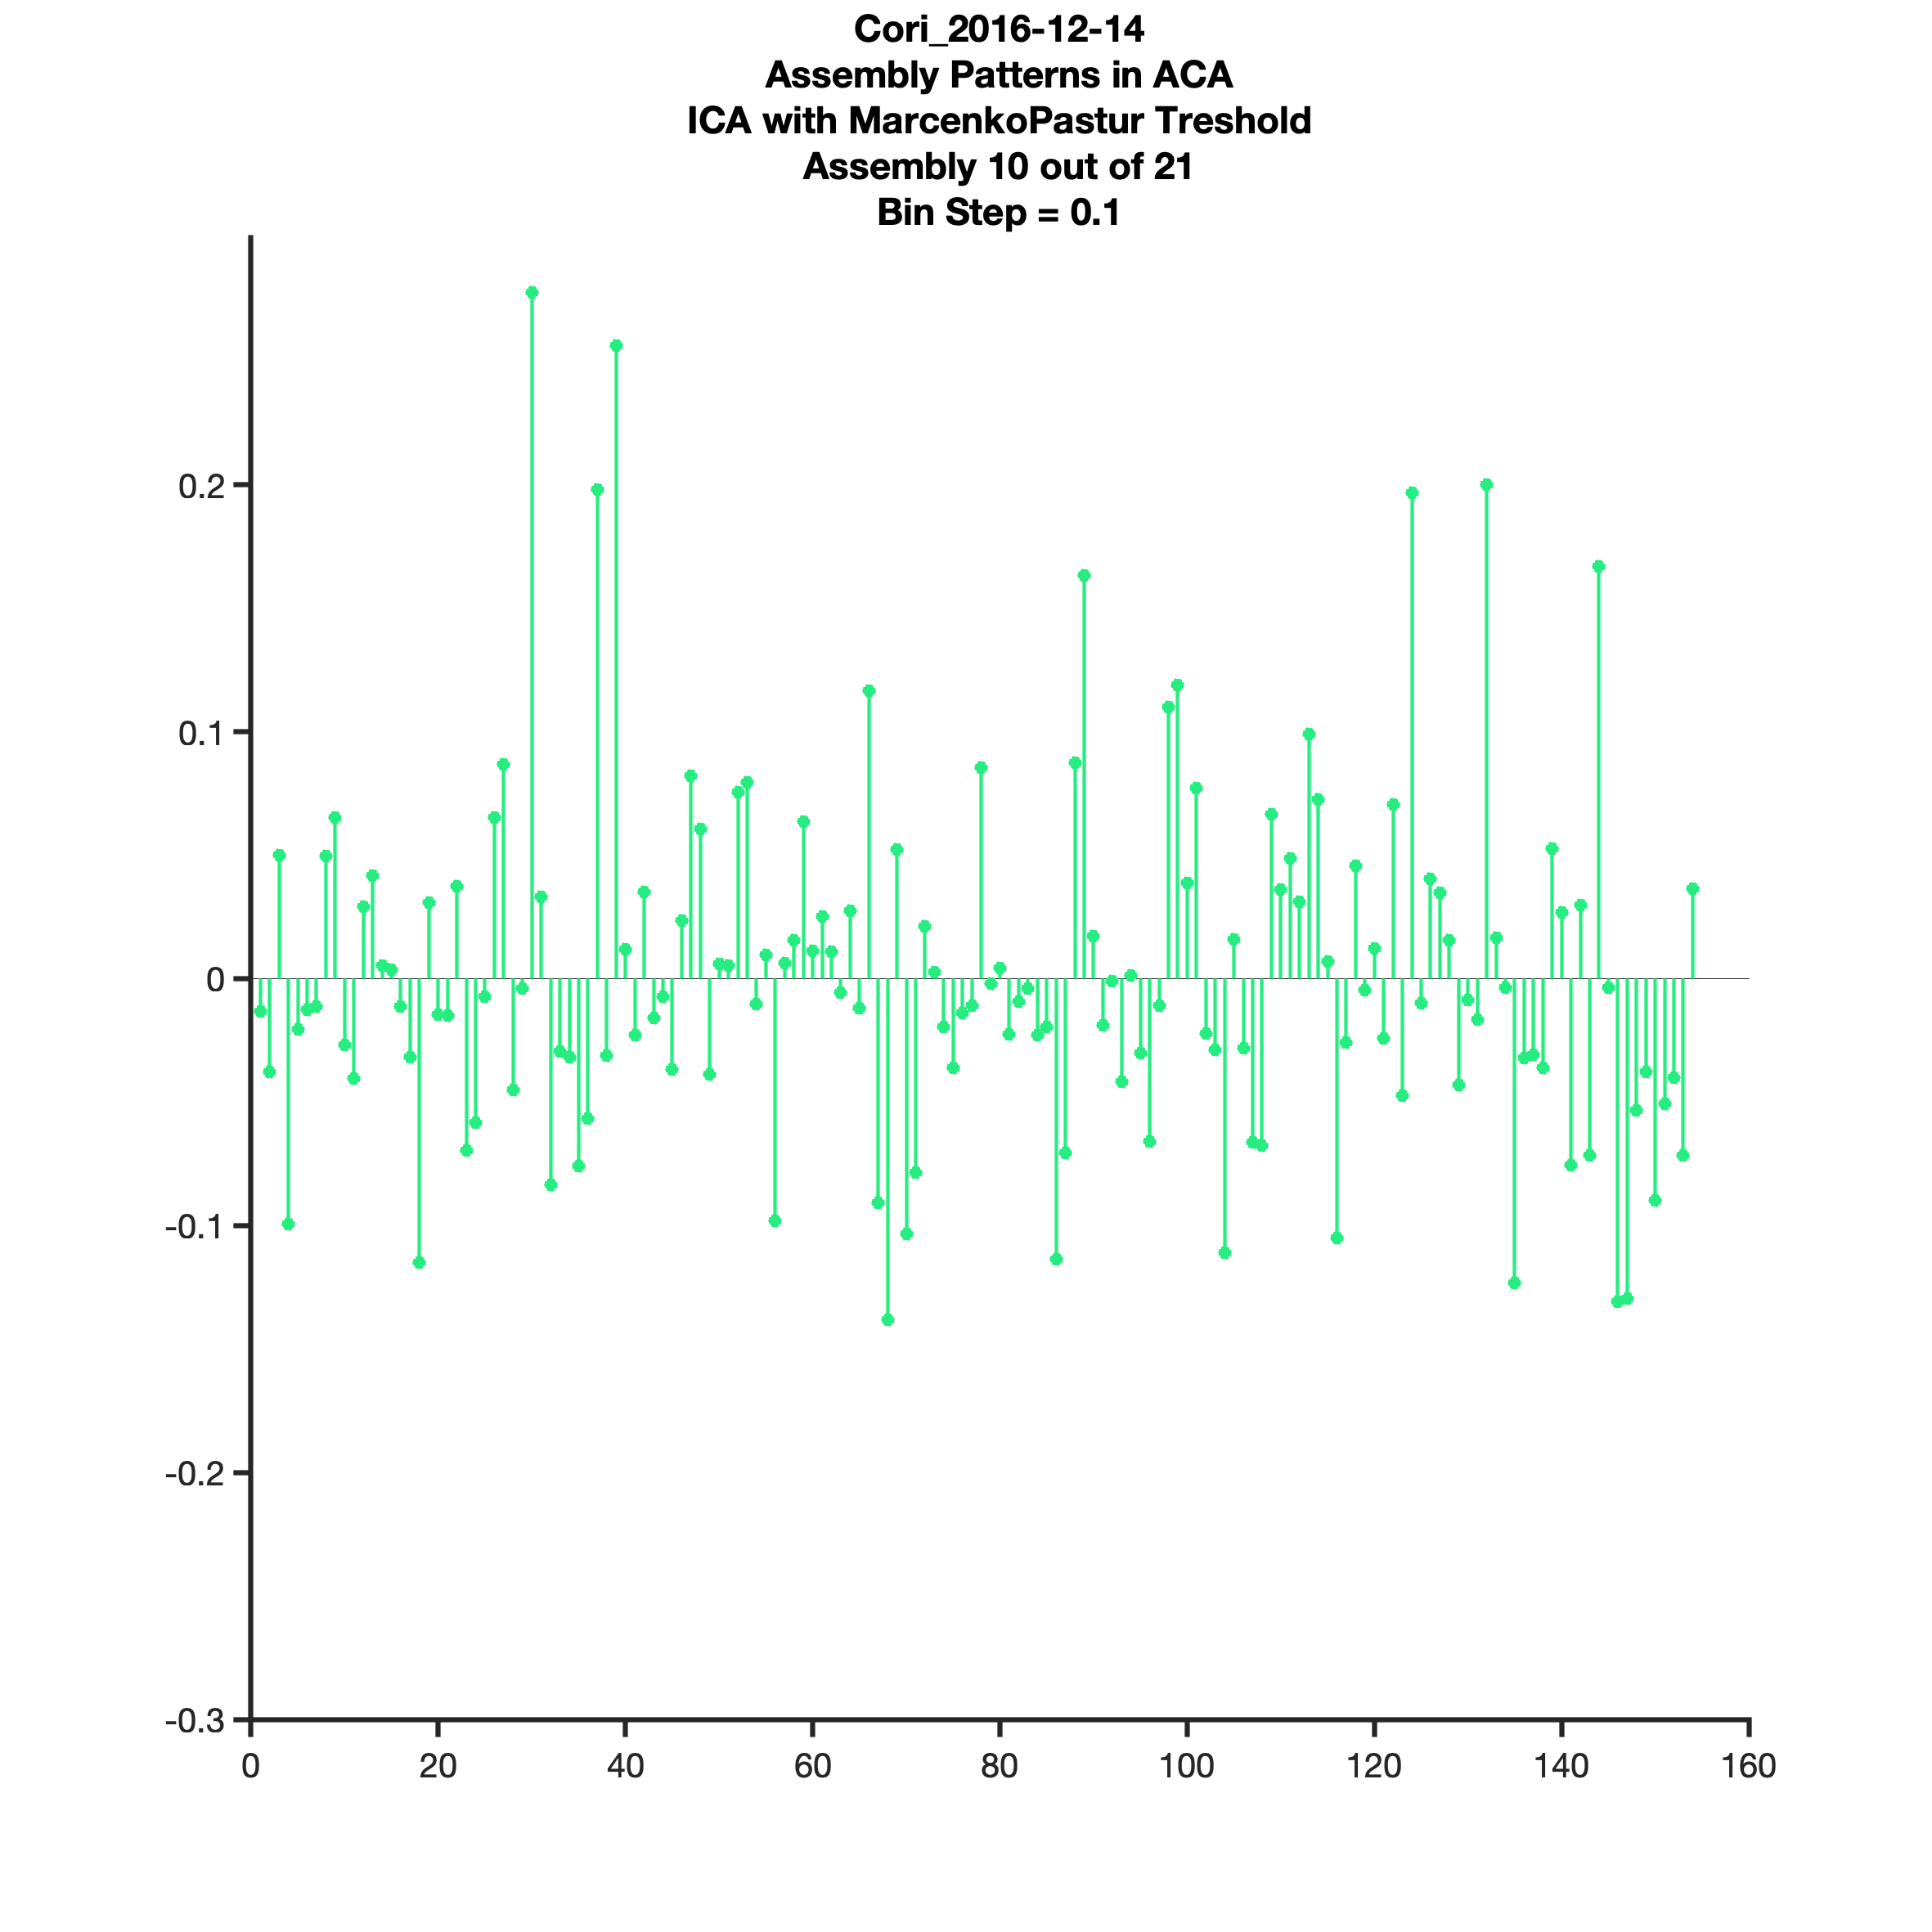 Cori_2016-12-14
Assembly Patterns in ACA
ICA with MarcenkoPastur Treshold
Assembly 10 out of 21
Bin Step = 0.1
0.2
0.1
0
-0.1
-0.2
-0.3
0 20 40 60 80 100 120 140 160